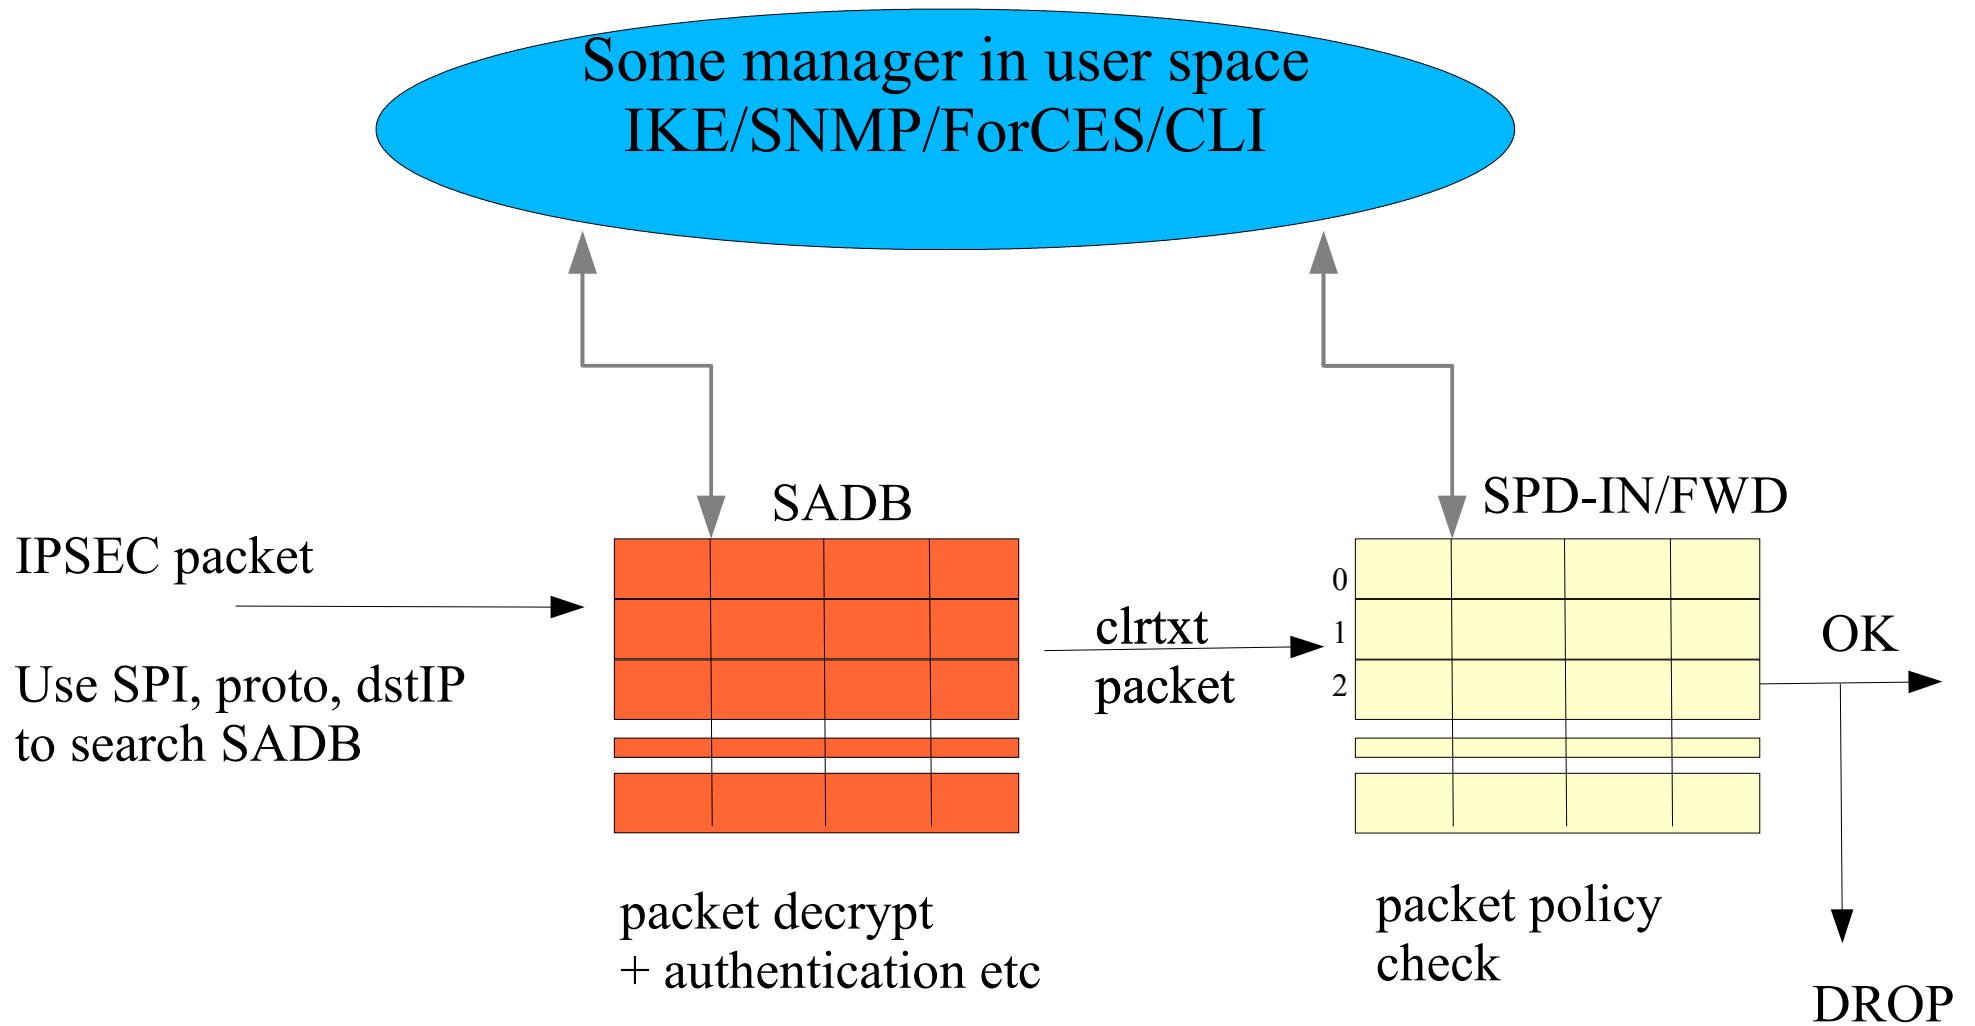 Some manager in user space
IKE/SNMP/ForCES/CLI
SADB
SPD-IN/FWD
IPSEC packet
Use SPI, proto, dstIP
to search SADB
clrtxt
packet
0
1
2
OK
packet decrypt
+ authentication etc
packet policy
check
DROP